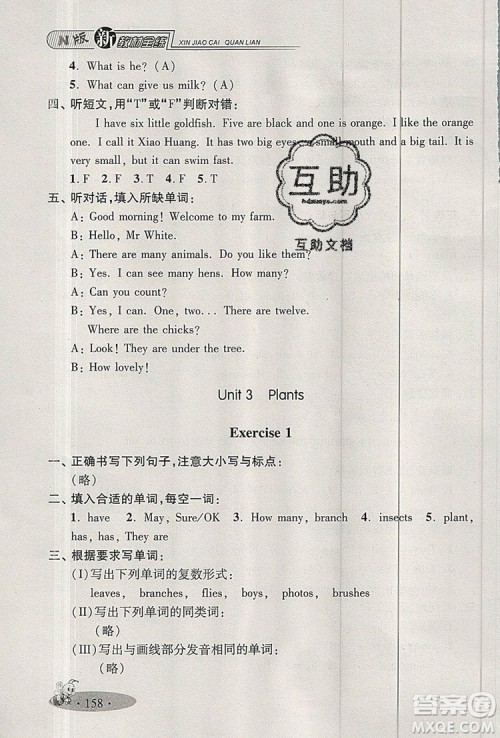 N版 新 教材全练 XIN JIAO CAI QUAN LIAN
4. What is he? (A)
5. What can give us milk? (A)
四、听短文，用“T”或“F”判断对错：
I have six little goldfish. Five are black and one is orange. I like the orange
one. I call it Xiao Huang. It has two big eyes, a small mouth and a big tail. It is
very small, but it can swim fast.
1. F 2. T 3. F 4. F 5. T
五、听对话，填入所缺单词：
A: Good morning! Welcome to my farm.
B: Hello, Mr White.
A: There are many animals. Do you like them?
B: Yes. I can see many hens. How many?
A: Can you count?
B: Yes, I can. One, two...
Where are the chicks?
A: Look! They are under the tree.
B: How lovely!
互助
hdzuoye.com
互助文档
Unit 3 Plants
Exercise 1
一、正确书写下列句子，注意大小写与标点：
(略)
二、填入合适的单词，每空一词：
1. have 2. May, Sure/OK 3. How many, branch 4. insects 5. plant,
has, has, They are
三、根据要求写单词：
(I)写出下列单词的复数形式：
leaves, branches, flies, boys, photos, brushes
(II)写出下列单词的同类词：
(略)
(III)写出与画线部分发音相同的单词：
(略)
·158·
答案圈
MXQE.COM